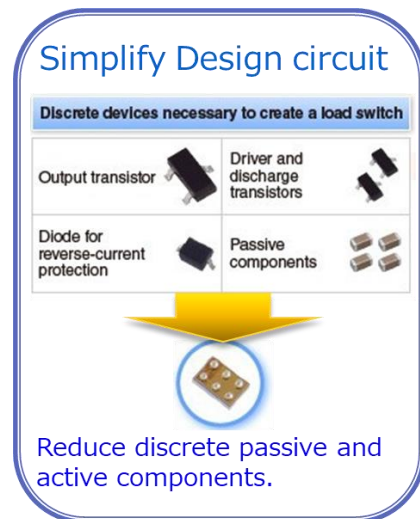 Simplify Design circuit
Discrete devices necessary to create a load switch
Output transistor
Driver and
discharge
transistors
Diode for
reverse-current
protection
Passive
components
Reduce discrete passive and
active components.